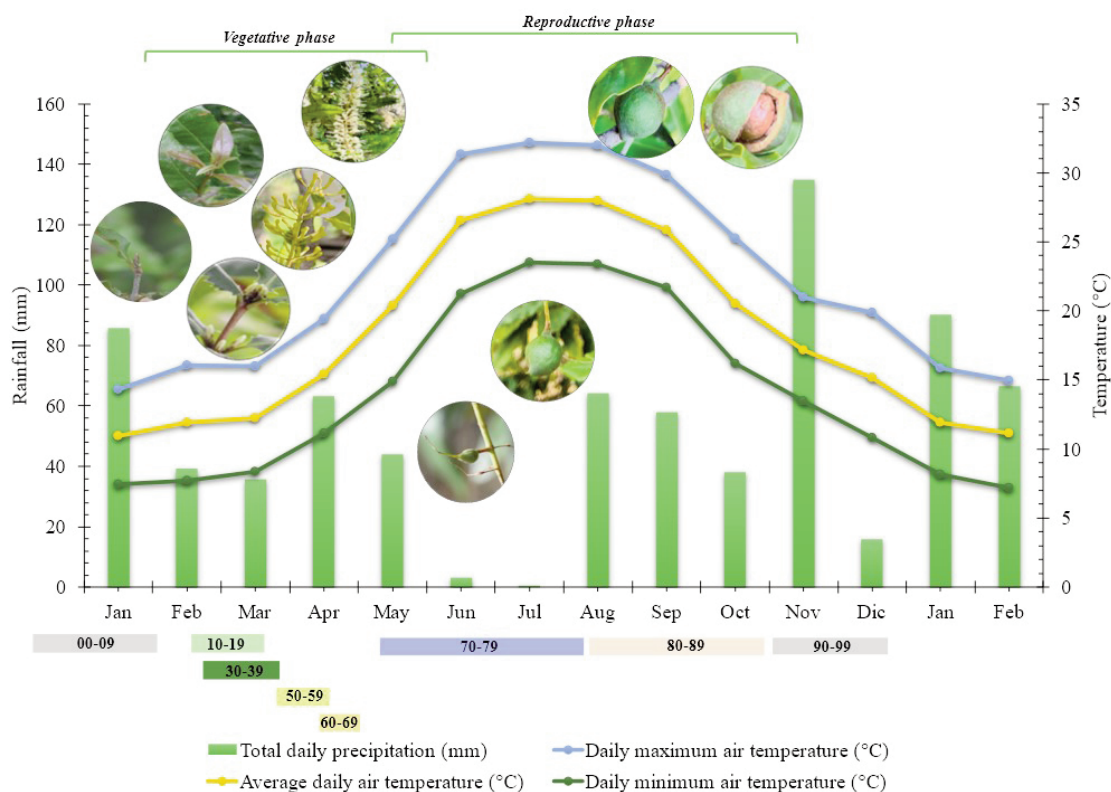 Vegetative phase
Reproductive phase
160
140
120
100
80
60
40
20
0
Rainfall (mm)
35
30
25
20
15
10
5
0
Temperature (°C)
Jan Feb Mar Apr May Jun Jul Aug Sep Oct Nov Dic Jan Feb
00-09 10-19 70-79 80-89 90-99
30-39
50-59
60-69
Total daily precipitation (mm) Daily maximum air temperature (°C)
Average daily air temperature (°C) Daily minimum air temperature (°C)